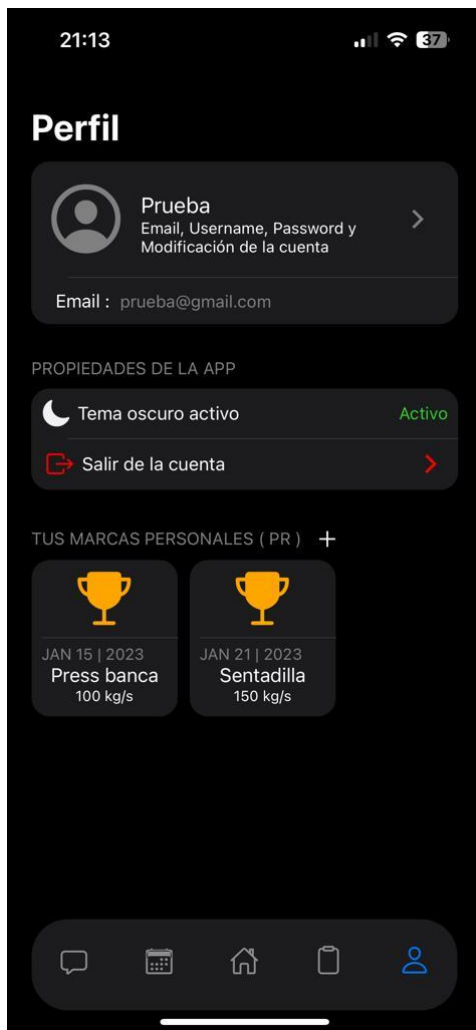 21:13
37
Perfil
Prueba
Email, Username, Password y
Modificación de la cuenta
Email : prueba@gmail.com
PROPIEDADES DE LA APP
Tema oscuro activo Activo
Salir de la cuenta
TUS MARCAS PERSONALES ( PR ) +
JAN 15 | 2023
Press banca
100 kg/s
JAN 21 | 2023
Sentadilla
150 kg/s